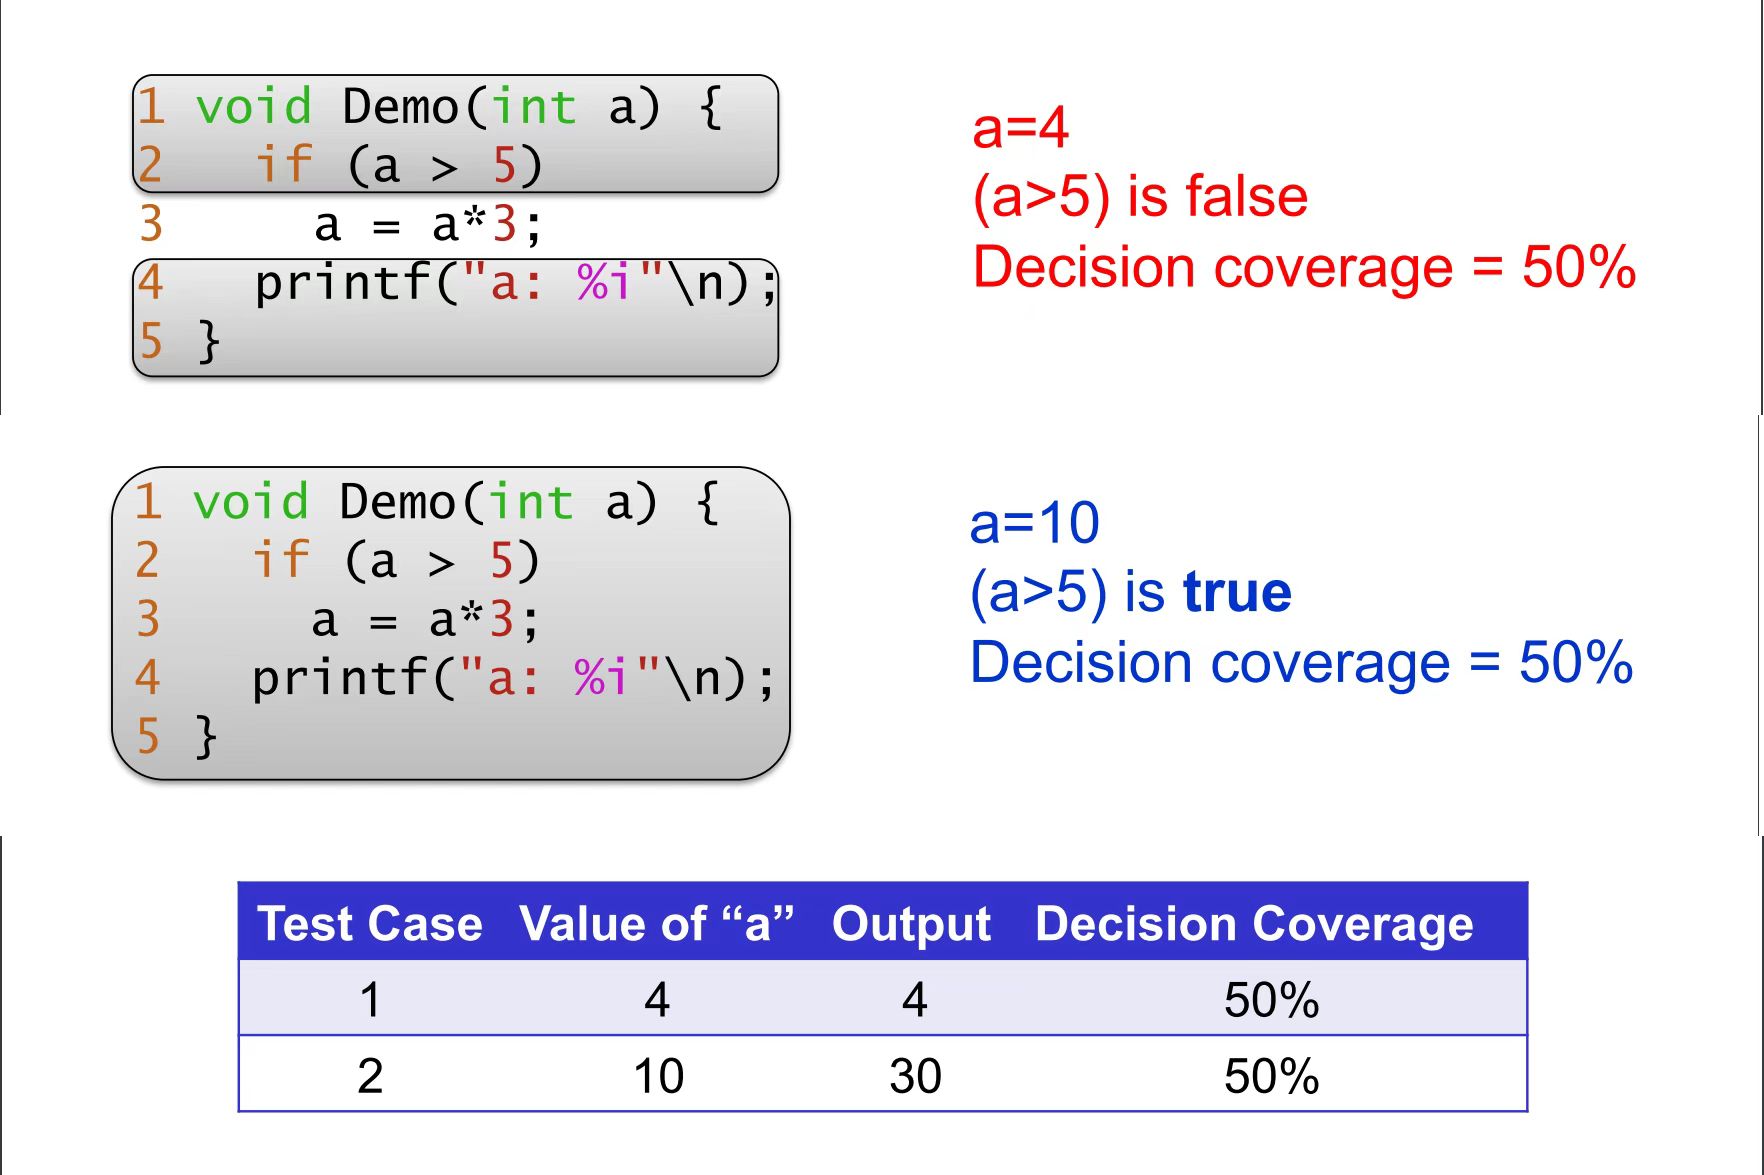 1 void Demo(int a) {
2   if (a > 5)
3     a = a*3;
4   printf("a: %i"\n);
5 }
a=4
(a>5) is false
Decision coverage = 50%
1 void Demo(int a) {
2   if (a > 5)
3     a = a*3;
4   printf("a: %i"\n);
5 }
a=10
(a>5) is true
Decision coverage = 50%
Test Case Value of “a” Output Decision Coverage
1 4 4 50%
2 10 30 50%